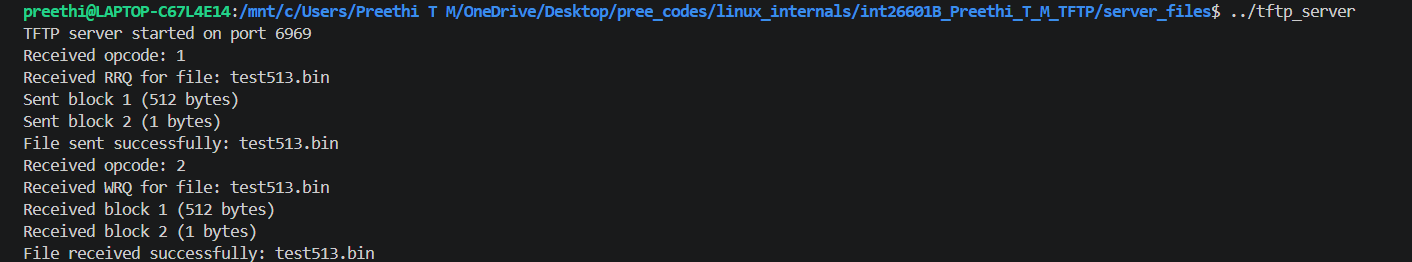 preethi@LAPTOP-C67L4E14:/mnt/c/Users/Preethi T M/OneDrive/Desktop/pree_codes/linux_internals/int26601B_Preethi_T_M_TFTP/server_files$ ../tftp_server
TFTP server started on port 6969
Received opcode: 1
Received RRQ for file: test513.bin
Sent block 1 (512 bytes)
Sent block 2 (1 bytes)
File sent successfully: test513.bin
Received opcode: 2
Received WRQ for file: test513.bin
Received block 1 (512 bytes)
Received block 2 (1 bytes)
File received successfully: test513.bin